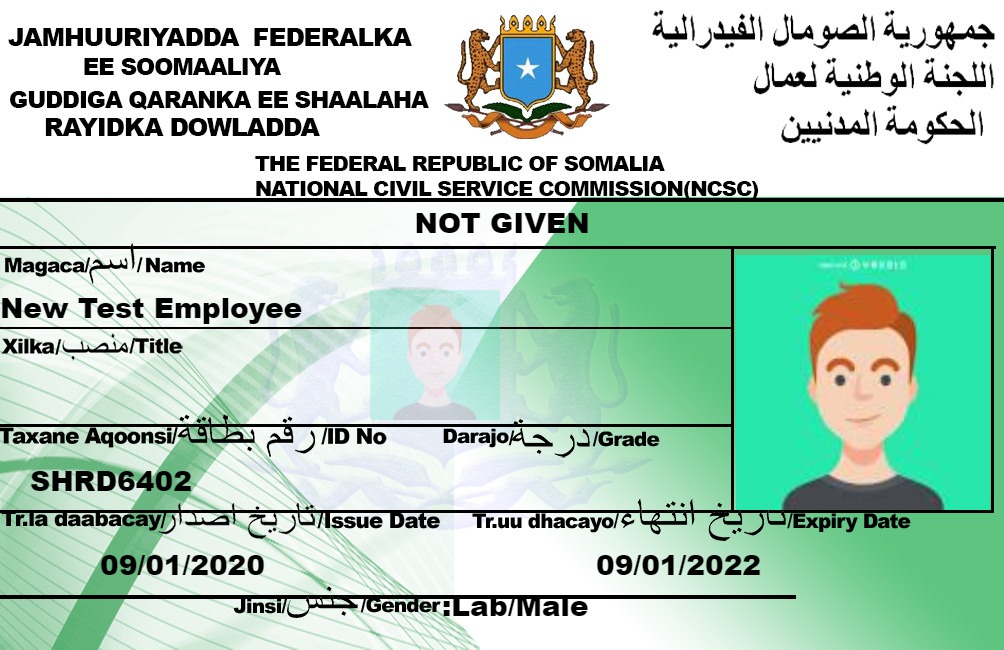 JAMHUURIYADDA FEDERALKA
EE SOOMAALIYA
GUDDIGA QARANKA EE SHAALAHA
RAYIDKA DOWLADDA
جمهورية الصومال الفيدرالية
اللجنة الوطنية لعمال
الحكومة المدنيين
THE FEDERAL REPUBLIC OF SOMALIA
NATIONAL CIVIL SERVICE COMMISSION(NCSC)
NOT GIVEN
Magaca/اسم/Name
New Test Employee
Xilka/منصب/Title
Taxane Aqoonsi/رقم بطاقة/ID No
Darajo/درجة/Grade
SHRD6402
Tr.la daabacay/تاريخ اصدار/Issue Date
Tr.uu dhacayo/تاريخ انتهاء/Expiry Date
09/01/2020
09/01/2022
Jinsi/جنس/Gender:Lab/Male